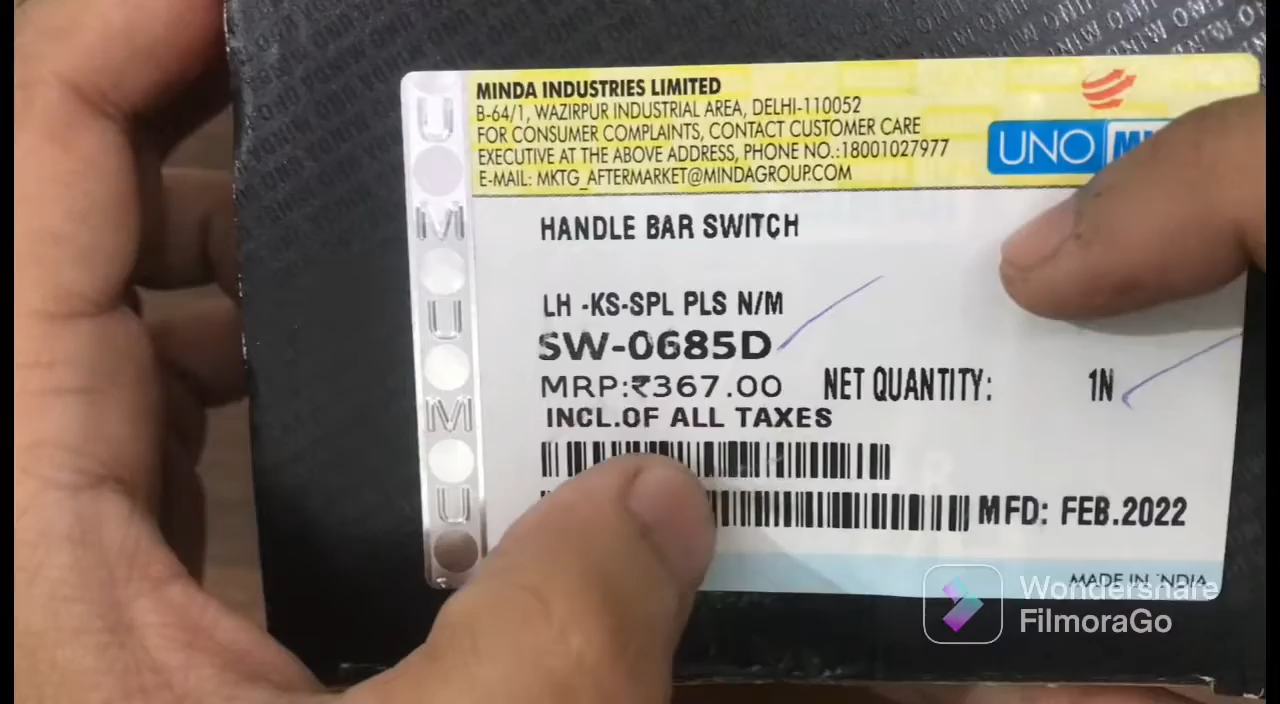 MINDA INDUSTRIES LIMITED
B-64/1, WAZIRPUR INDUSTRIAL AREA, DELHI-110052
FOR CONSUMER COMPLAINTS, CONTACT CUSTOMER CARE
EXECUTIVE AT THE ABOVE ADDRESS, PHONE NO.:18001027977
E-MAIL: MKTG_AFTERMARKET@MINDAGROUP.COM
UNO
HANDLE BAR SWITCH
LH -KS-SPL PLS N/M
SW-0685D
MRP:₹367.00 NET QUANTITY: 1N
INCL.OF ALL TAXES
MFD: FEB.2022
MADE IN INDIA
Wondershare
FilmoraGo
U
M
U
M
U